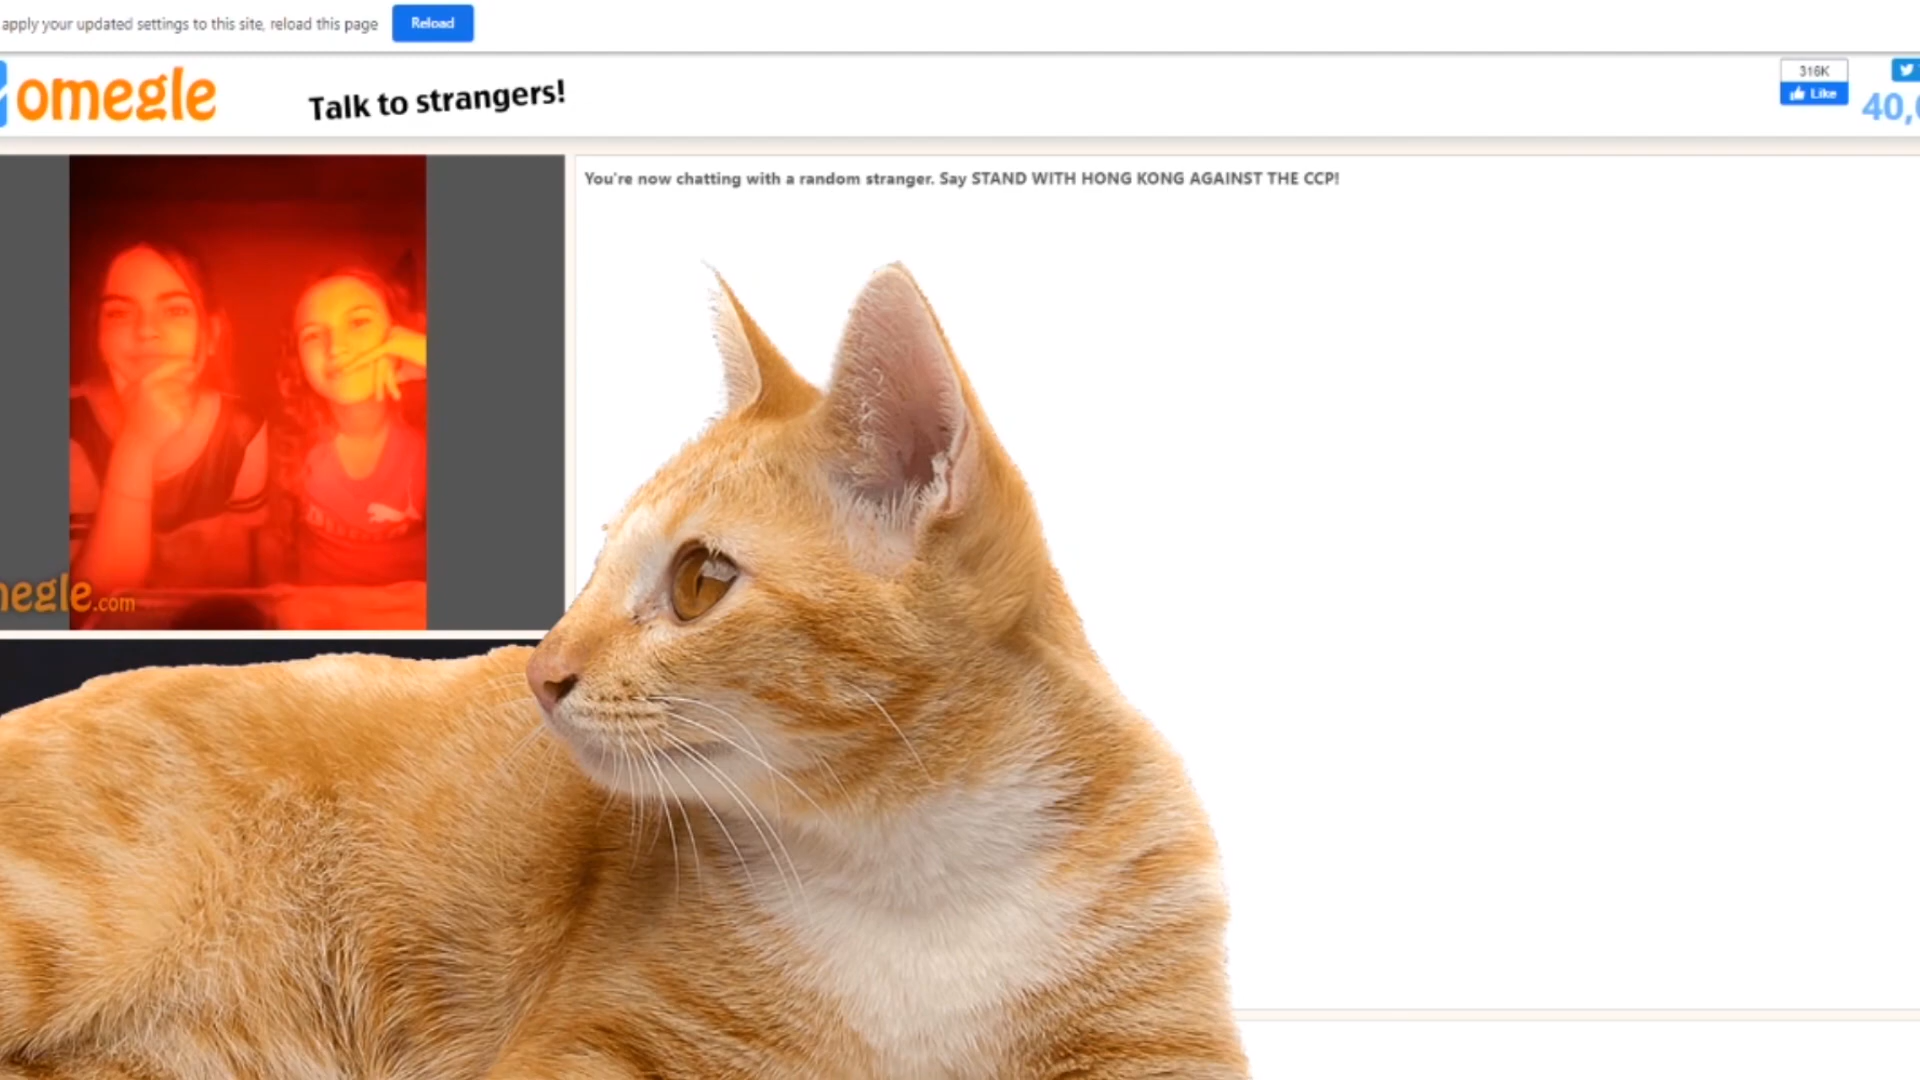 apply your updated settings to this site, reload this page
Reload
omegle
Talk to strangers!
316K
Like
40,
You're now chatting with a random stranger. Say STAND WITH HONG KONG AGAINST THE CCP!
egle.com